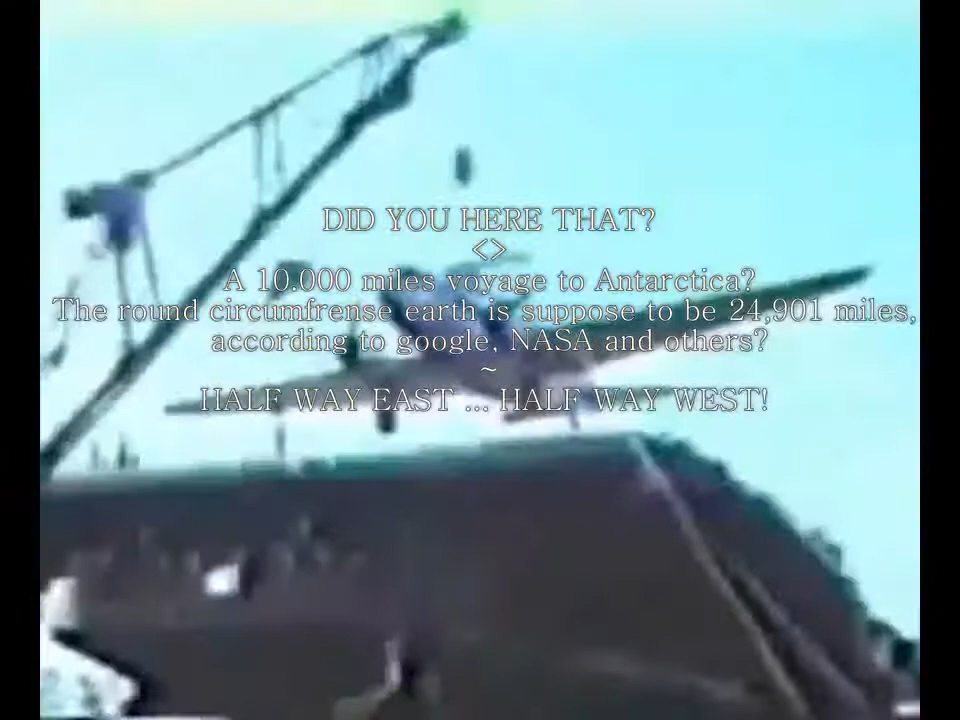 DID YOU HERE THAT?
<>
A 10.000 miles voyage to Antarctica?
The round circumfrense earth is suppose to be 24,901 miles,
according to google, NASA and others?
~
HALF WAY EAST ... HALF WAY WEST!